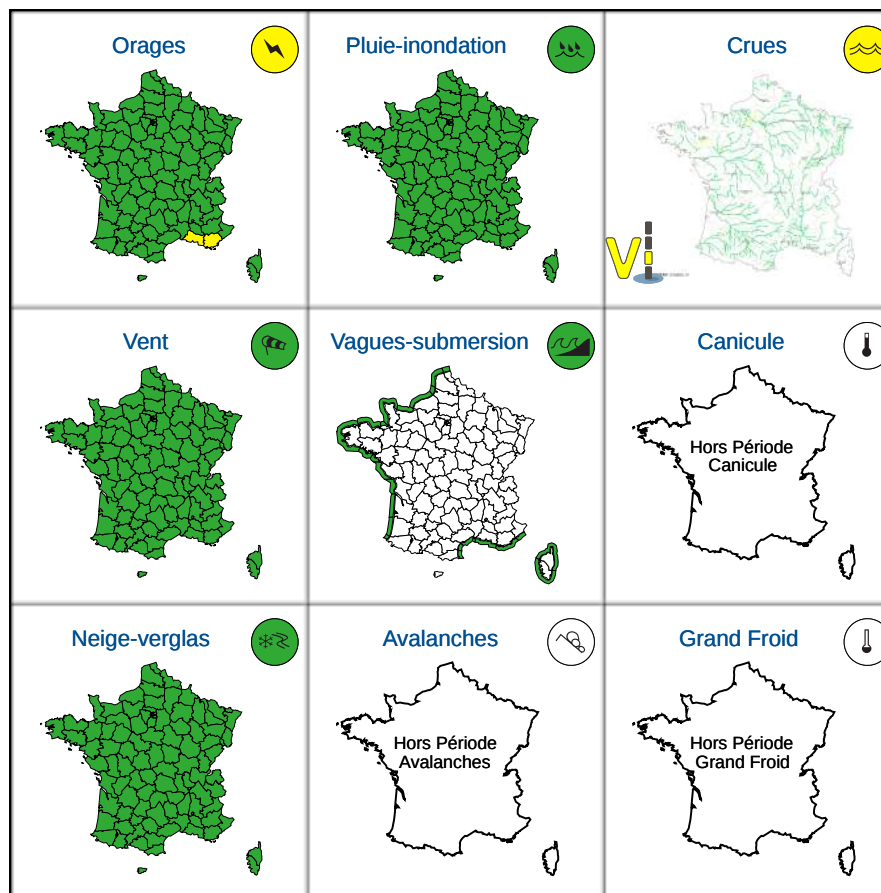 Orages
Pluie-inondation
Crues
Vi
Vent
Vagues-submersion
Canicule
Hors Période
Canicule
Neige-verglas
Avalanches
Grand Froid
Hors Période
Avalanches
Hors Période
Grand Froid